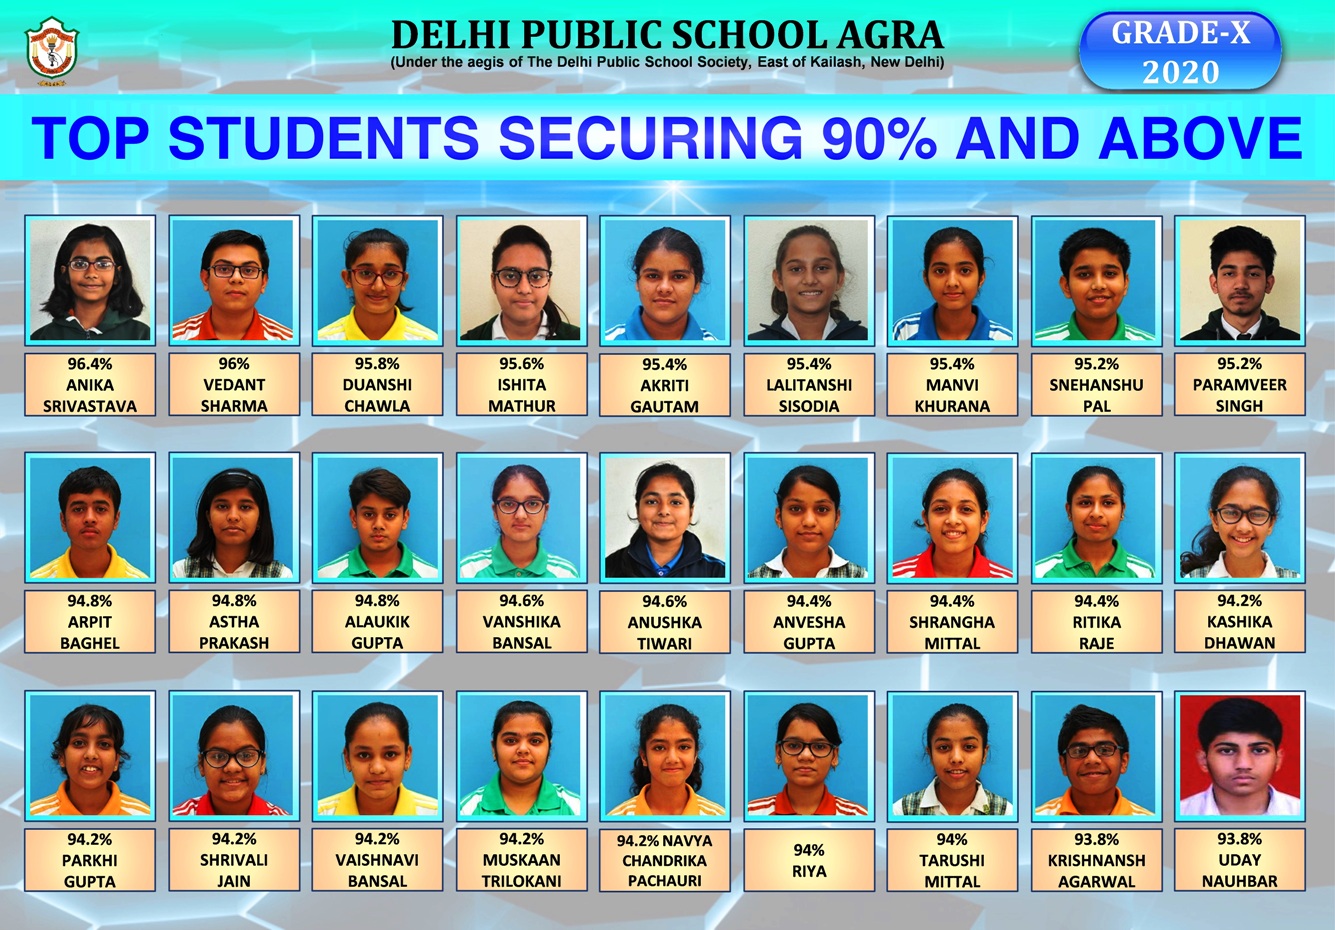 DELHI PUBLIC SCHOOL AGRA
(Under the aegis of The Delhi Public School Society, East of Kailash, New Delhi)
GRADE-X
2020
TOP STUDENTS SECURING 90% AND ABOVE
96.4%
ANIKA
SRIVASTAVA
96%
VEDANT
SHARMA
95.8%
DUANSHI
CHAWLA
95.6%
ISHITA
MATHUR
95.4%
AKRITI
GAUTAM
95.4%
LALITANSHI
SISODIA
95.4%
MANVI
KHURANA
95.2%
SNEHANSHU
PAL
95.2%
PARAMVEER
SINGH
94.8%
ARPIT
BAGHEL
94.8%
ASTHA
PRAKASH
94.8%
ALAUKIK
GUPTA
94.6%
VANSHIKA
BANSAL
94.6%
ANUSHKA
TIWARI
94.4%
ANVESHA
GUPTA
94.4%
SHRANGHA
MITTAL
94.4%
RITIKA
RAJE
94.2%
KASHIKA
DHAWAN
94.2%
PARKHI
GUPTA
94.2%
SHRIVALI
JAIN
94.2%
VAISHNAVI
BANSAL
94.2%
MUSKAAN
TRILOKANI
94.2% NAVYA
CHANDRIKA
PACHAURI
94%
RIYA
94%
TARUSHI
MITTAL
93.8%
KRISHNANSH
AGARWAL
93.8%
UDAY
NAUHBAR